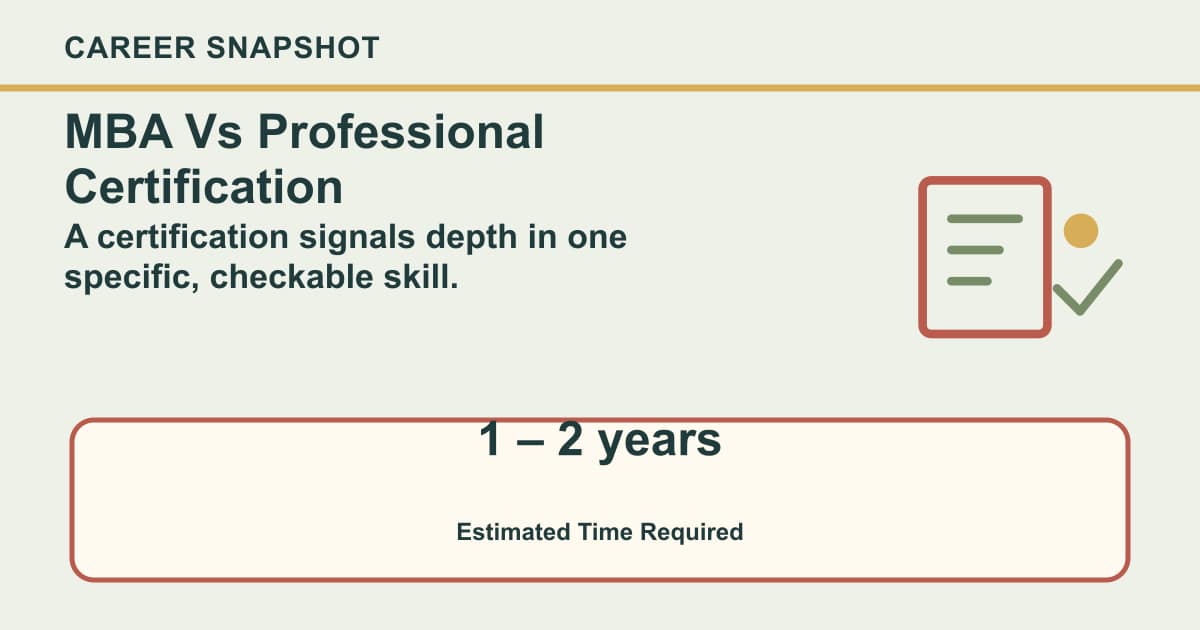 CAREER SNAPSHOT
MBA Vs Professional
Certification
A certification signals depth in one
specific, checkable skill.
1 – 2 years
Estimated Time Required